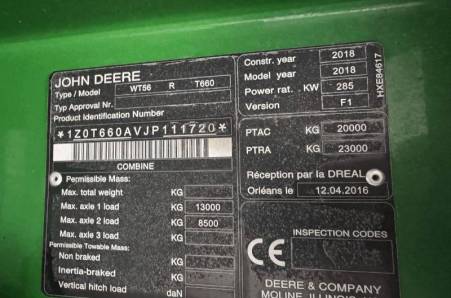 JOHN DEERE
Type / Model WT56 R T660
Typ Approval Nr.
Product Identification Number
*1Z0T660AVJP111720*
COMBINE
Permissible Mass:
Max. total weight KG
Max. axle 1 load KG 13000
Max. axle 2 load KG 8500
Max. axle 3 load KG
Permissible Towable Mass:
Non braked KG
Inertia-braked KG
Vertical hitch load daN
Constr. year 2018
Model year 2018
Power rat. KW 285
Version F1
HXE84617
PTAC KG 20000
PTRA KG 23000
Réception par la DREAL
Orléans le 12.04.2016
CE
INSPECTION CODES
DEERE & COMPANY
MOLINE, ILLINOIS